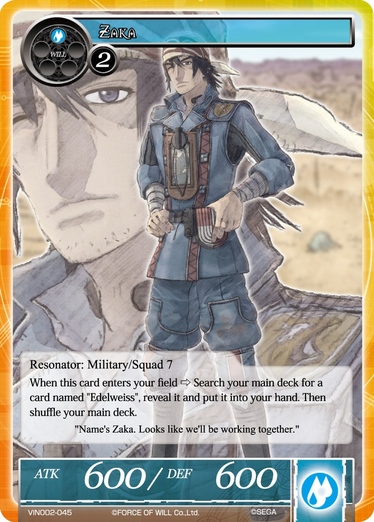 Zaka
WILL
2
Resonator: Military/Squad 7
When this card enters your field ⇨ Search your main deck for a
card named "Edelweiss", reveal it and put it into your hand. Then
shuffle your main deck.
"Name's Zaka. Looks like we'll be working together."
ATK 600 / DEF 600
VIN002-045 ©FORCE OF WILL Co.,Ltd. ©SEGA